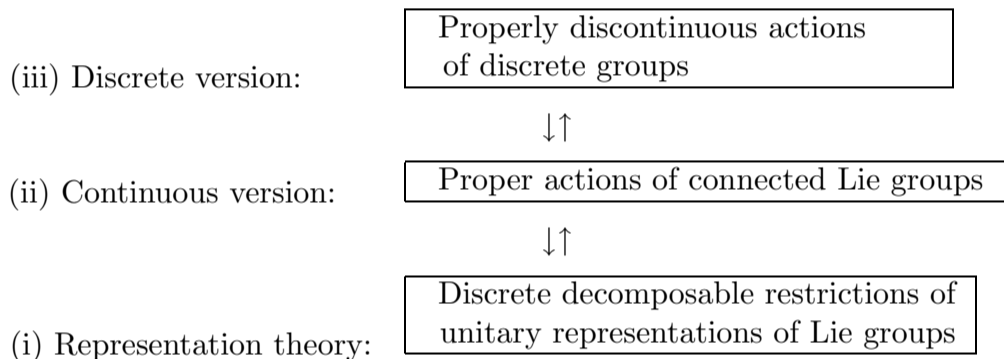 Properly discontinuous actions
(iii) Discrete version: of discrete groups
↓↑
(ii) Continuous version: Proper actions of connected Lie groups
↓↑
Discrete decomposable restrictions of
(i) Representation theory: unitary representations of Lie groups